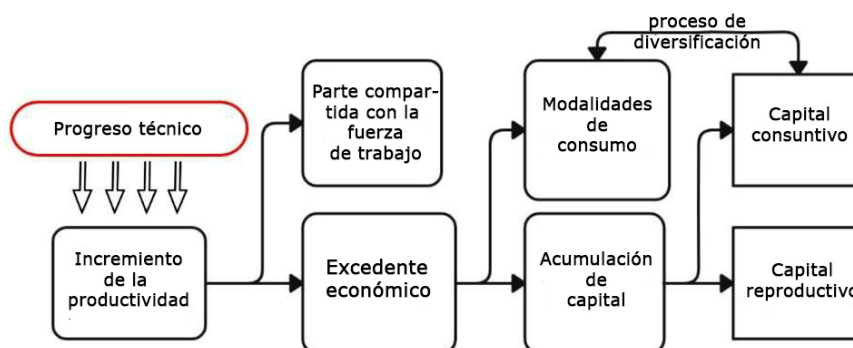 proceso de
diversificación
Progreso técnico
Parte compar-
tida con la
fuerza
de trabajo
Modalidades
de
consumo
Capital
consuntivo
Incremiento
de la
productividad
Excedente
económico
Acumulación
de
capital
Capital
reproductivo